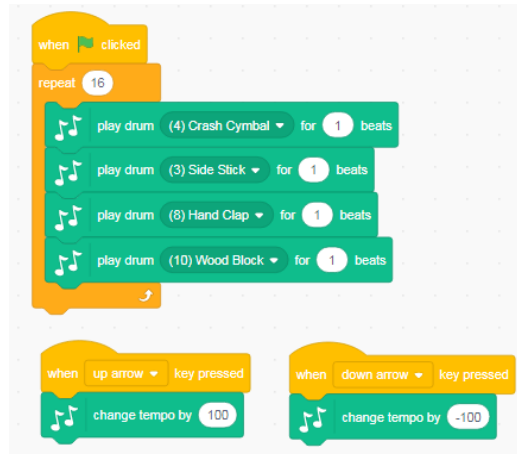 when clicked
repeat 16
play drum (4) Crash Cymbal for 1 beats
play drum (3) Side Stick for 1 beats
play drum (8) Hand Clap for 1 beats
play drum (10) Wood Block for 1 beats
when up arrow key pressed
change tempo by 100
when down arrow key pressed
change tempo by -100